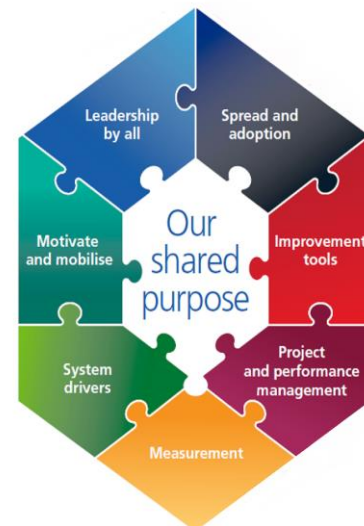 Leadership
by all
Spread and
adoption
Motivate
and mobilise
Our
shared
purpose
Improvement
tools
System
drivers
Project
and performance
management
Measurement